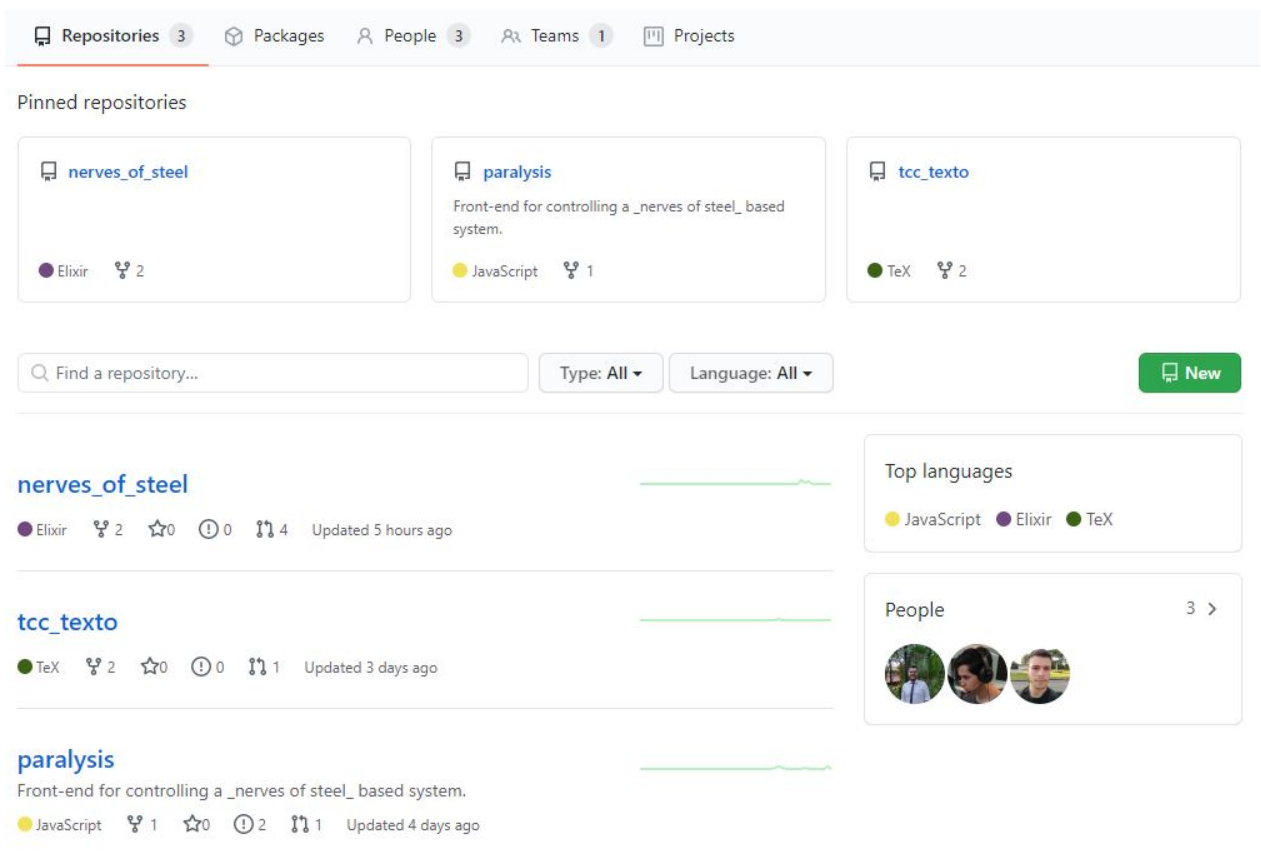 Repositories 3 Packages People 3 Teams 1 Projects
Pinned repositories
nerves_of_steel
Elixir 2
paralysis
Front-end for controlling a _nerves of steel_ based
system.
JavaScript 1
tcc_texto
TeX 2
Find a repository...
Type: All
Language: All
New
nerves_of_steel
Elixir 2 0 0 4 Updated 5 hours ago
tcc_texto
TeX 2 0 0 1 Updated 3 days ago
paralysis
Front-end for controlling a _nerves of steel_ based system.
JavaScript 1 0 2 1 Updated 4 days ago
Top languages
JavaScript Elixir TeX
People 3